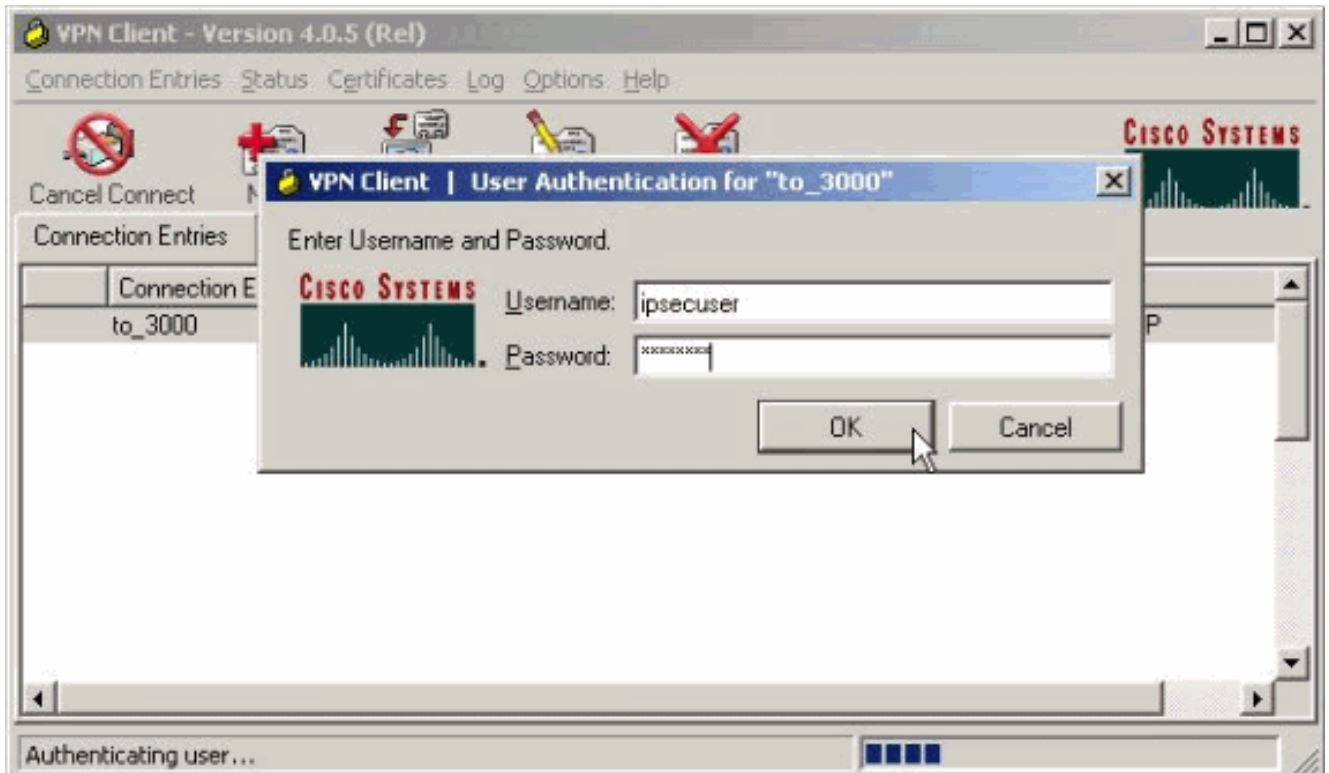 VPN Client - Version 4.0.5 (Rel)
Connection Entries Status Certificates Log Options Help
CISCO SYSTEMS
Cancel Connect
VPN Client | User Authentication for "to_3000"
Connection Entries
Enter Username and Password.
Connection E
to_3000
P
CISCO SYSTEMS
Username: ipsecuser
Password: ********
OK Cancel
Authenticating user...